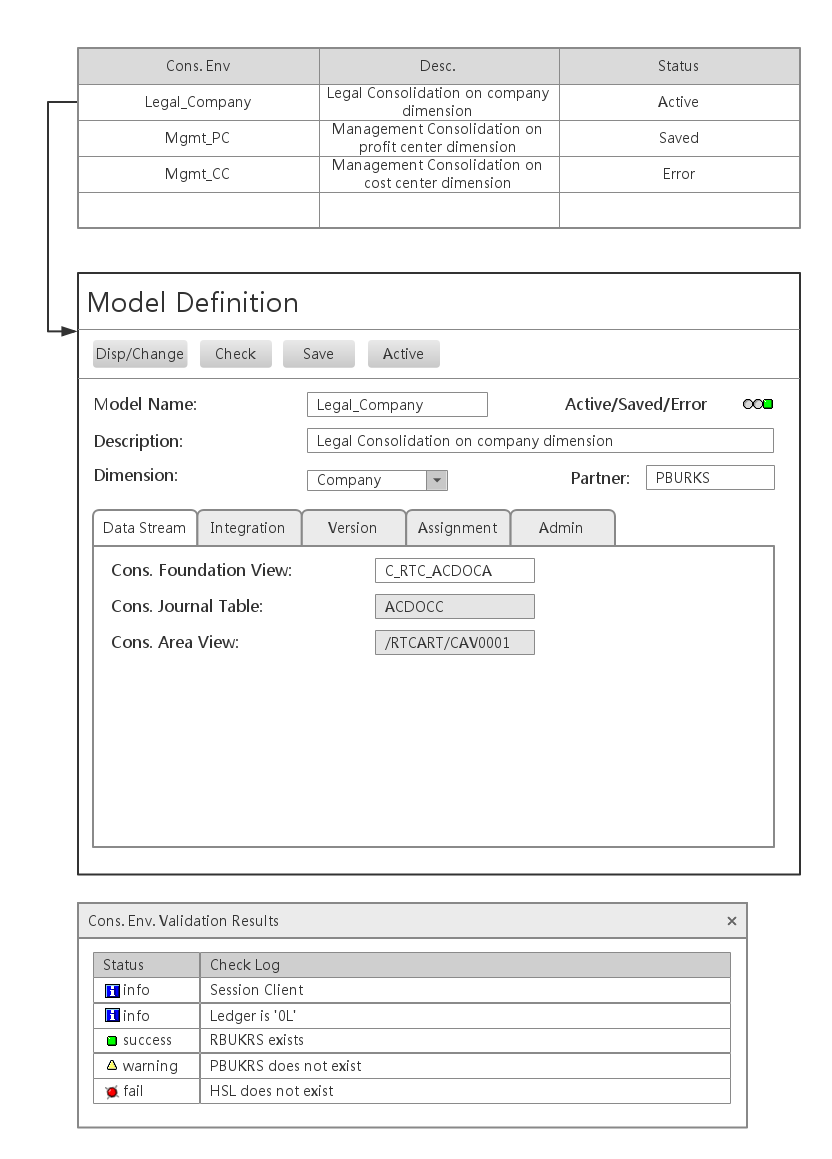 Cons. Env Desc. Status
Legal_Company Legal Consolidation on company Active
dimension
Mgmt_PC Management Consolidation on Saved
profit center dimension
Mgmt_CC Management Consolidation on Error
cost center dimension
Model Definition
Disp/Change Check Save Active
Model Name: Legal_Company Active/Saved/Error
Description: Legal Consolidation on company dimension
Dimension: Company Partner: PBURKS
Data Stream Integration Version Assignment Admin
Cons. Foundation View: C_RTC_ACDOCA
Cons. Journal Table: ACDOCC
Cons. Area View: /RTCART/CAV0001
Cons. Env. Validation Results
Status Check Log
info Session Client
info Ledger is '0L'
success RBUKRS exists
warning PBUKRS does not exist
fail HSL does not exist